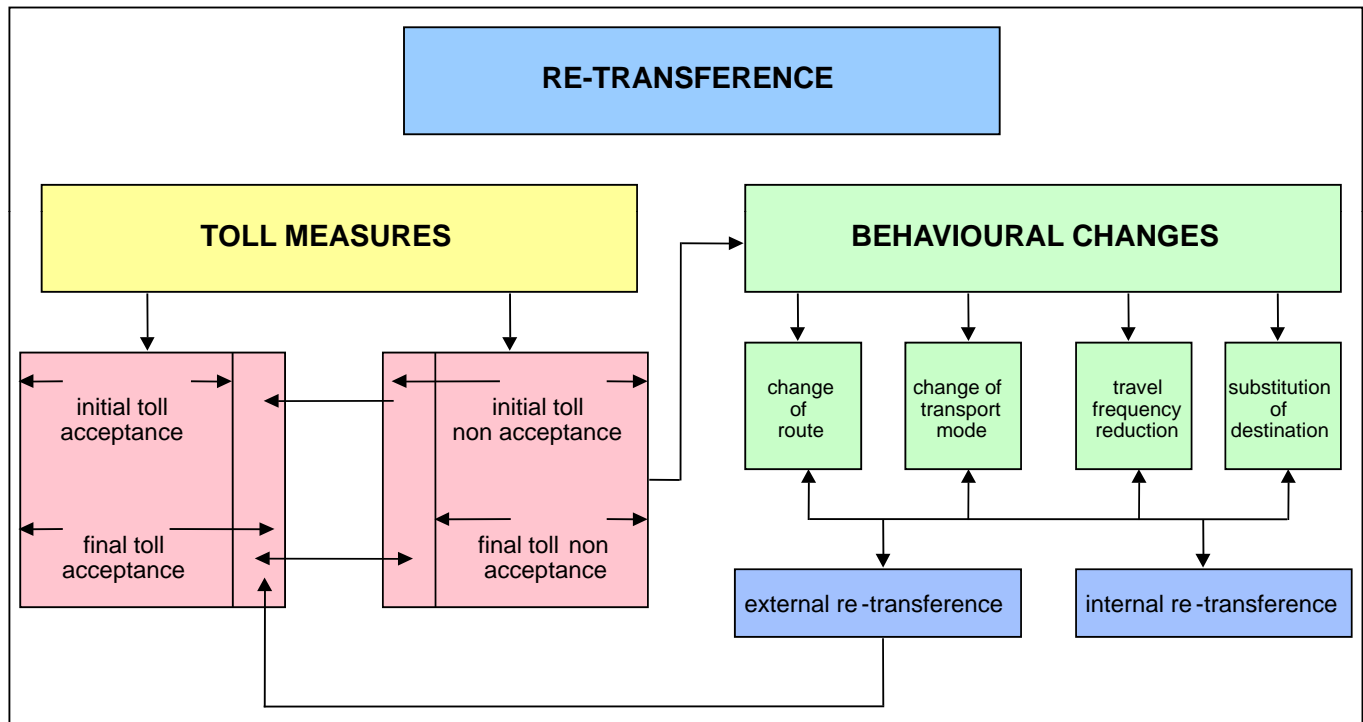 RE-TRANSFERENCE
TOLL MEASURES
BEHAVIOURAL CHANGES
initial toll
acceptance
initial toll
non acceptance
final toll
acceptance
final toll non
acceptance
change
of
route
change of
transport
mode
travel
frequency
reduction
substitution
of
destination
external re-transference
internal re-transference